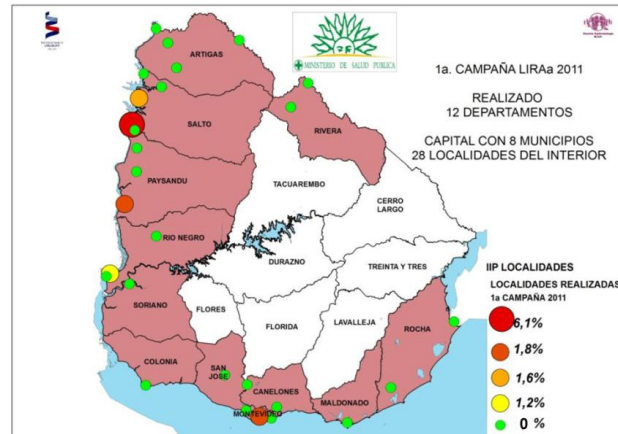 MINISTERIO DE SALUD PUBLICA
1a. CAMPAÑA LIRAa 2011
REALIZADO
12 DEPARTAMENTOS
CAPITAL CON 8 MUNICIPIOS
28 LOCALIDADES DEL INTERIOR
ARTIGAS
SALTO
RIVERA
PAYSANDU
TACUAREMBO
CERRO
LARGO
RIO NEGRO
DURAZNO
TREINTA Y TRES
SORIANO
FLORES
FLORIDA
LAVALLEJA
ROCHA
COLONIA
SAN
JOSE
CANELONES
MALDONADO
MONTEVIDEO
IIP LOCALIDADES
LOCALIDADES REALIZADAS
1a CAMPAÑA 2011
6,1%
1,8%
1,6%
1,2%
0 %